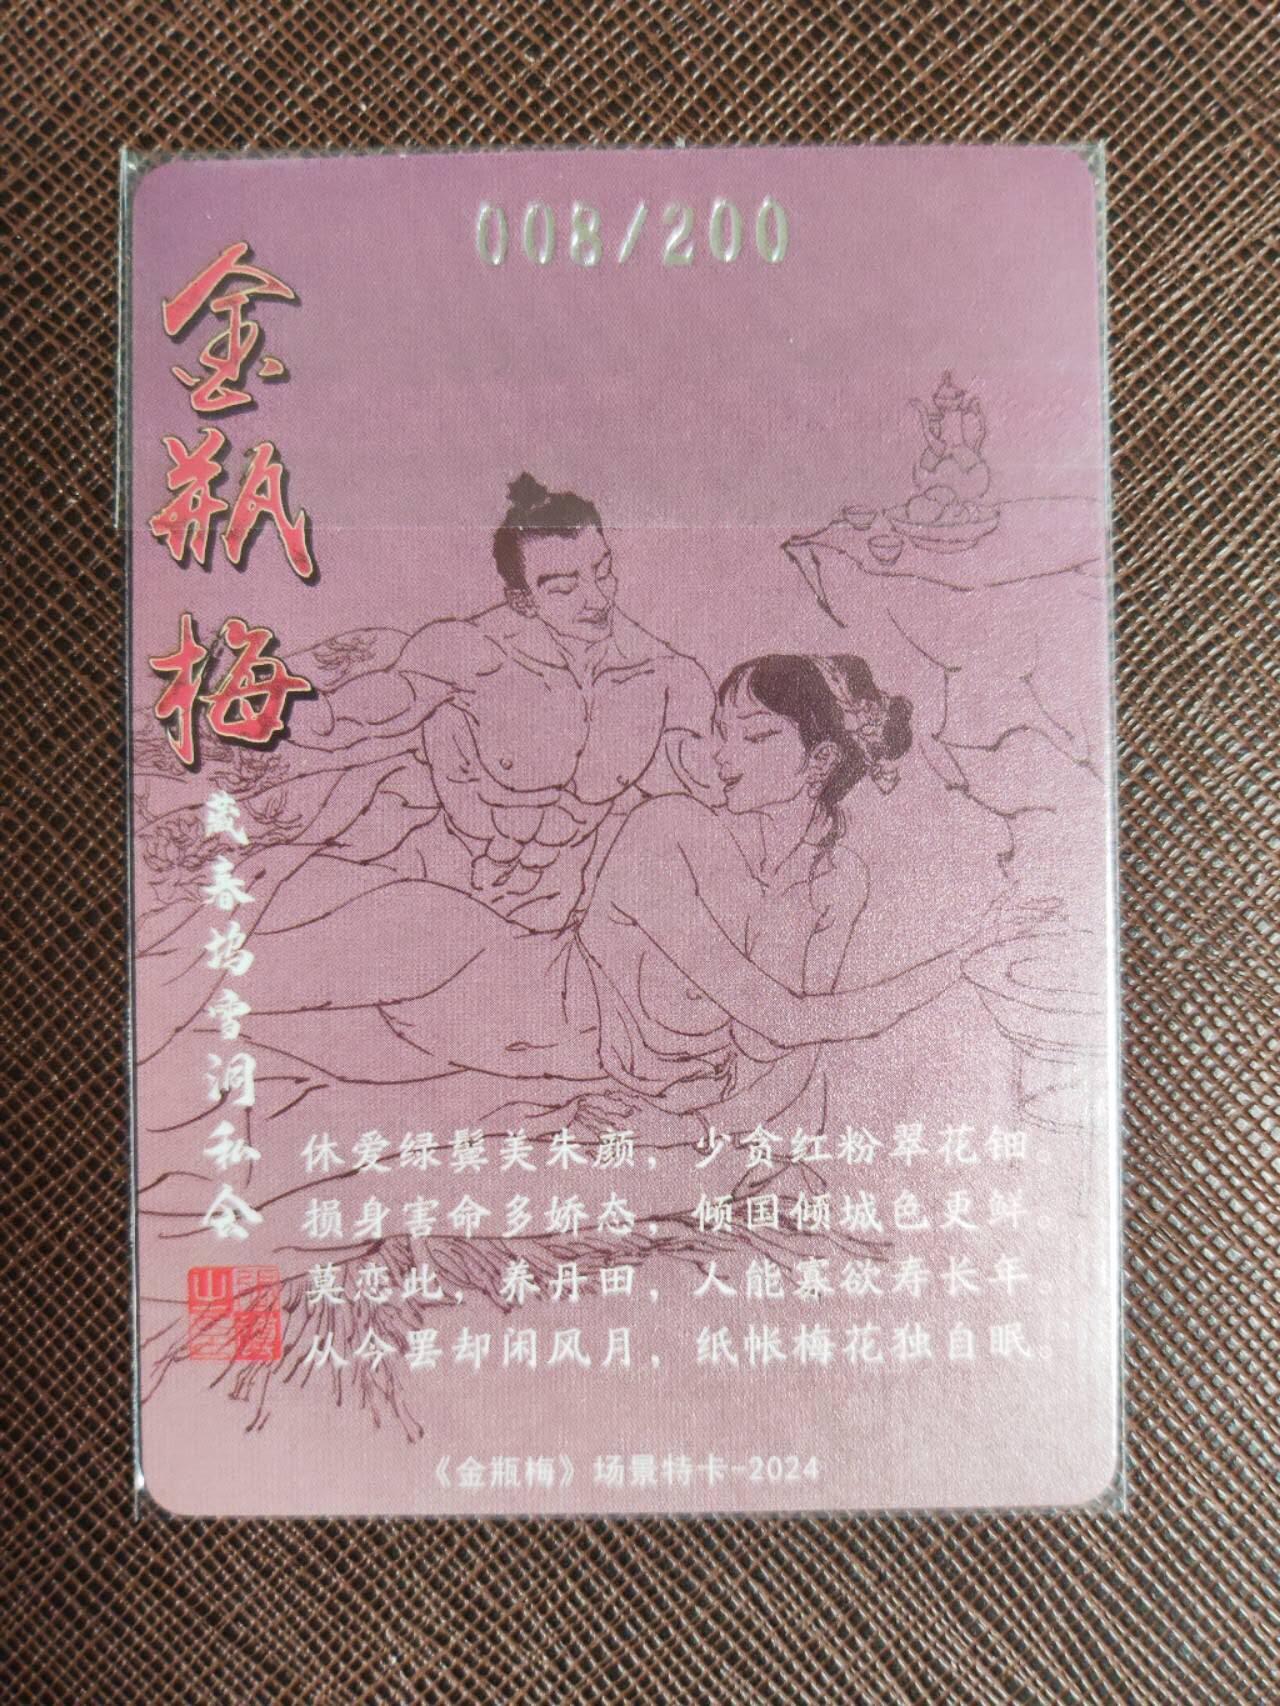 008/200
金瓶梅
藏春坞雪洞私会
休爱绿鬓美朱颜，少贪红粉翠花钿。
损身害命多娇态，倾国倾城色更鲜。
莫恋此，养丹田，人能寡欲寿长年。
从今罢却闲风月，纸帐梅花独自眠。
《金瓶梅》场景特卡-2024